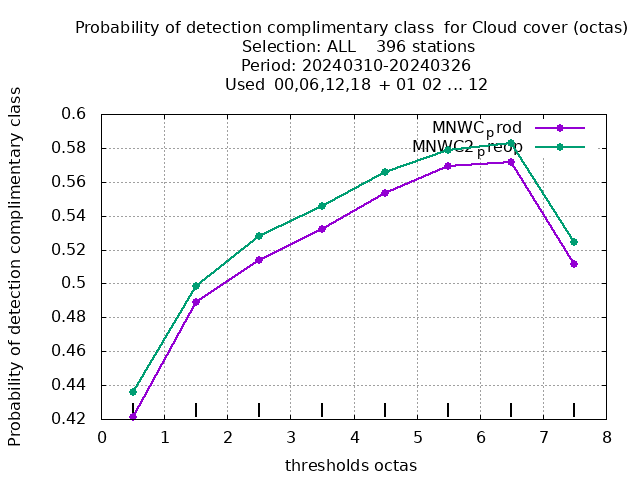 Probability of detection complimentary class  for Cloud cover (octas)
Selection: ALL    396 stations
Period: 20240310-20240326
Used  00,06,12,18  + 01 02 ... 12
Probability of detection complimentary class
0.6
0.58
0.56
0.54
0.52
0.5
0.48
0.46
0.44
0.42
MNWCprod
MNWC2preop
0 1 2 3 4 5 6 7 8
thresholds octas